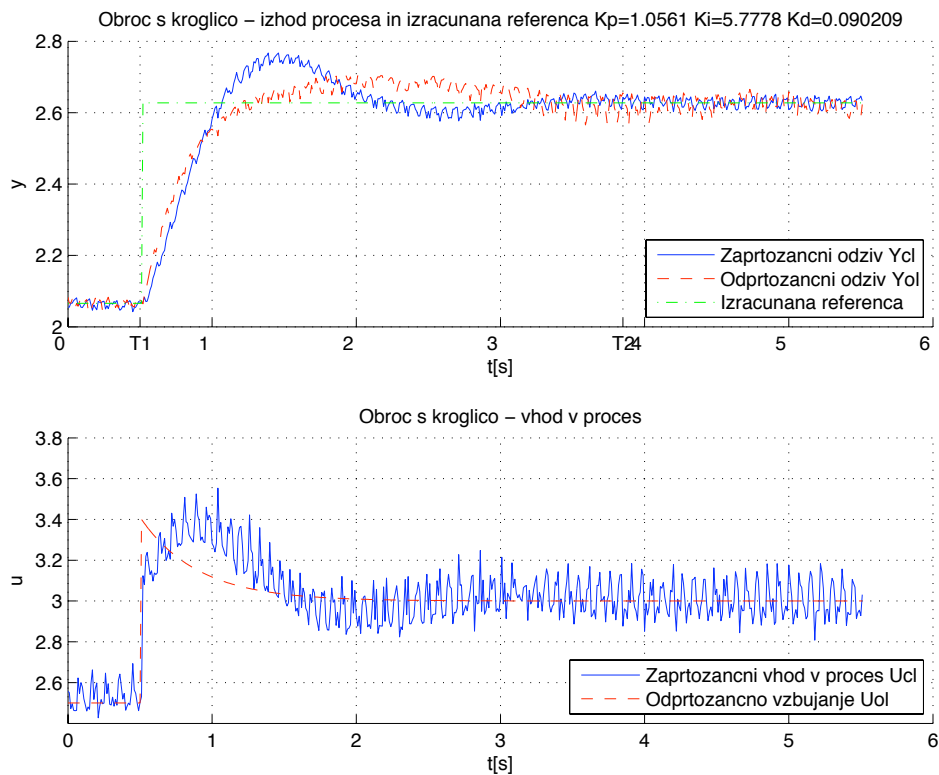 Obroc s kroglico – izhod procesa in izracunana referenca Kp=1.0561 Ki=5.7778 Kd=0.090209
2.8
2.6
2.4
2.2
2
y
0 T1 1 2 3 T2 4 5 6
t[s]
Zaprtozancni odziv Ycl
Odprtozancni odziv Yol
Izracunana referenca
Obroc s kroglico – vhod v proces
3.8
3.6
3.4
3.2
3
2.8
2.6
u
0 1 2 3 4 5 6
t[s]
Zaprtozancni vhod v proces Ucl
Odprtozancno vzbujanje Uol